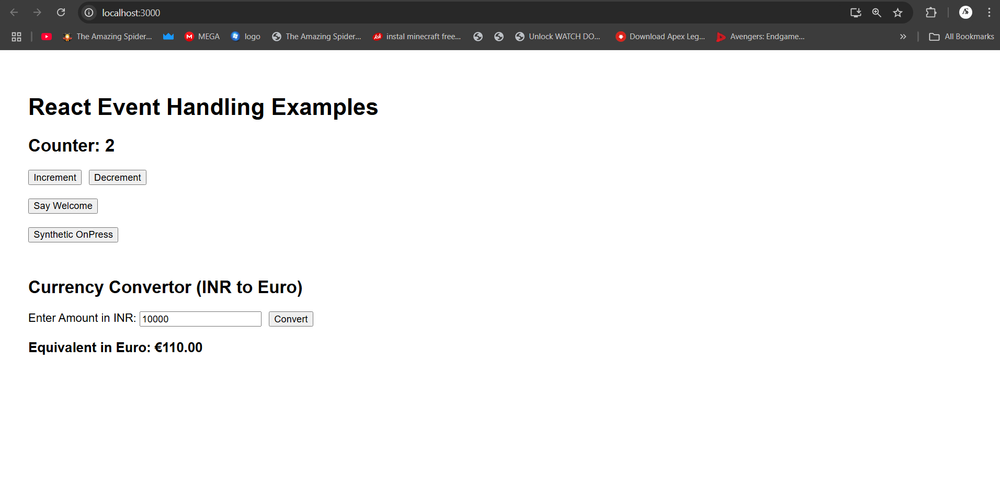 localhost:3000
The Amazing Spider... MEGA logo The Amazing Spider... Ask instal minecraft free... Unlock WATCH DO... Download Apex Leg... Avengers: Endgame... All Bookmarks
React Event Handling Examples
Counter: 2
Increment Decrement
Say Welcome
Synthetic OnPress
Currency Convertor (INR to Euro)
Enter Amount in INR: 10000 Convert
Equivalent in Euro: €110.00